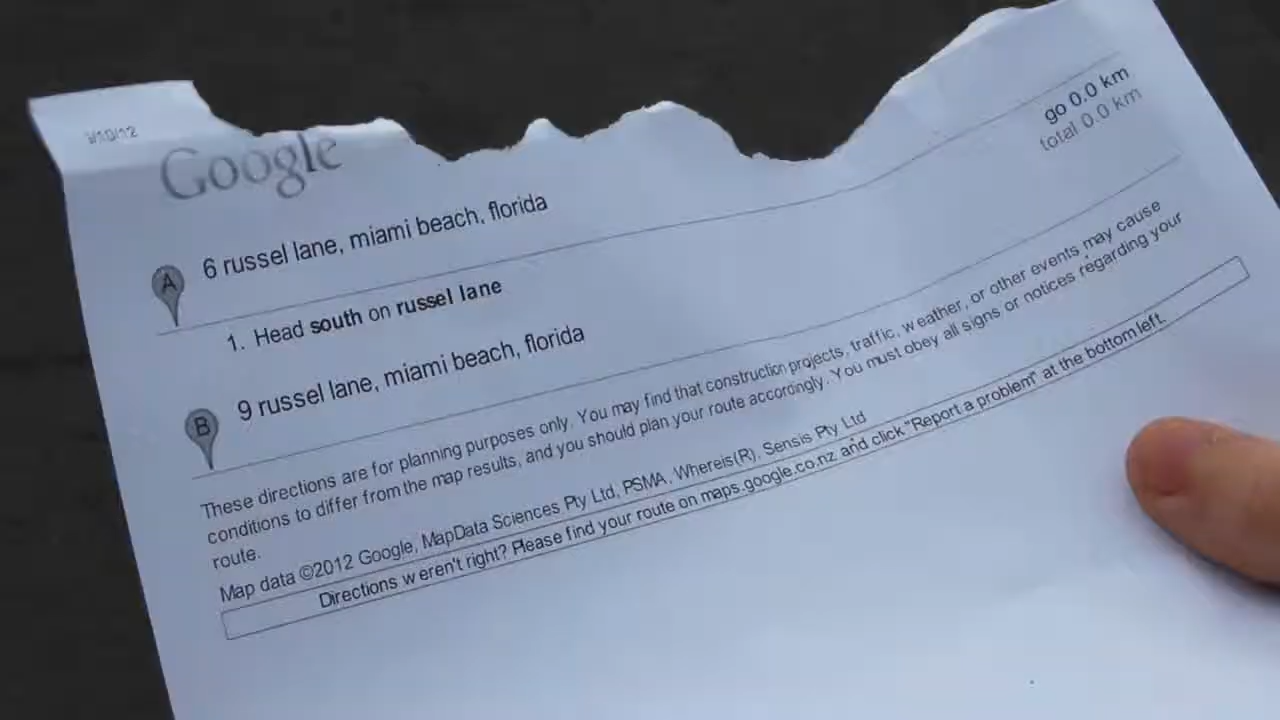 9/10/12
Google
go 0.0 km
total 0.0 km
A
6 russel lane, miami beach, florida
1. Head south on russel lane
B
9 russel lane, miami beach, florida
These directions are for planning purposes only. You may find that construction projects, traffic, weather, or other events may cause
conditions to differ from the map results, and you should plan your route accordingly. You must obey all signs or notices regarding your
route.
Map data ©2012 Google, MapData Sciences Pty Ltd, PSMA, Whereis(R), Sensis Pty Ltd
Directions weren't right? Please find your route on maps.google.co.nz and click "Report a problem" at the bottom left.